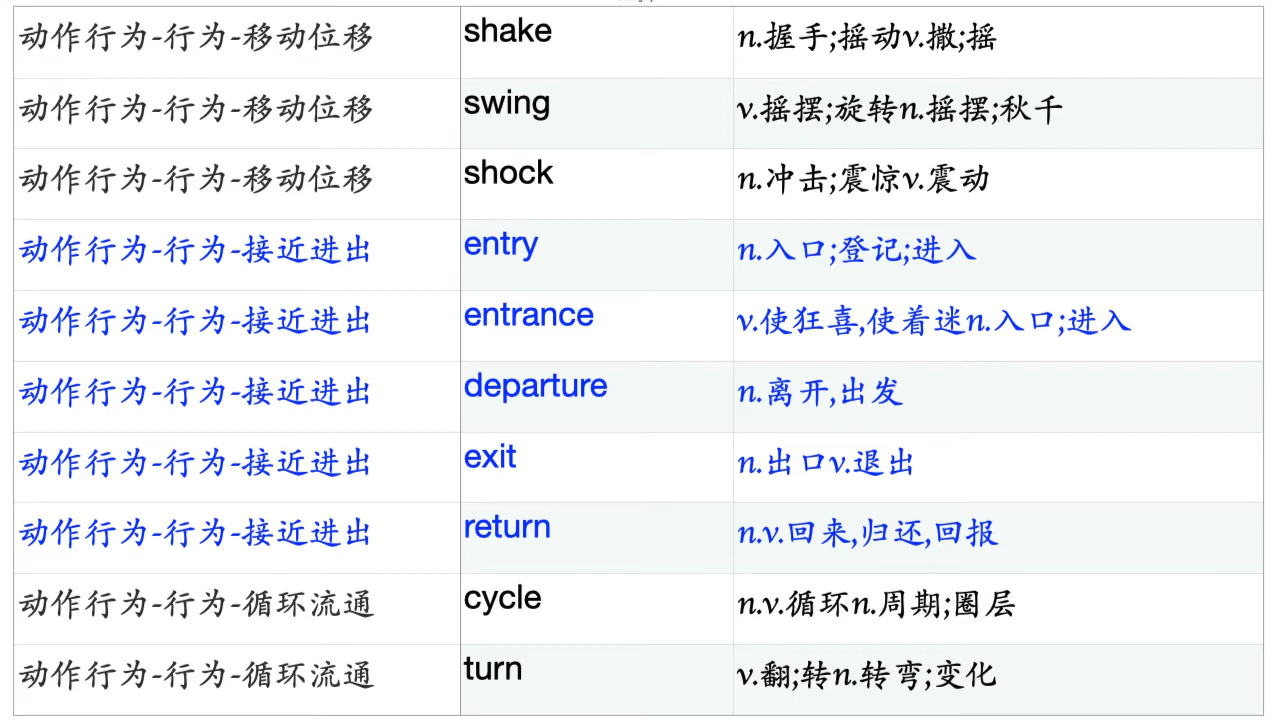 动作行为-行为-移动位移 shake n.握手;摇动v.撒;摇
动作行为-行为-移动位移 swing v.摇摆;旋转n.摇摆;秋千
动作行为-行为-移动位移 shock n.冲击;震惊v.震动
动作行为-行为-接近进出 entry n.入口;登记;进入
动作行为-行为-接近进出 entrance v.使狂喜,使着迷n.入口;进入
动作行为-行为-接近进出 departure n.离开,出发
动作行为-行为-接近进出 exit n.出口v.退出
动作行为-行为-接近进出 return n.v.回来,归还,回报
动作行为-行为-循环流通 cycle n.v.循环n.周期;圈层
动作行为-行为-循环流通 turn v.翻;转n.转弯;变化